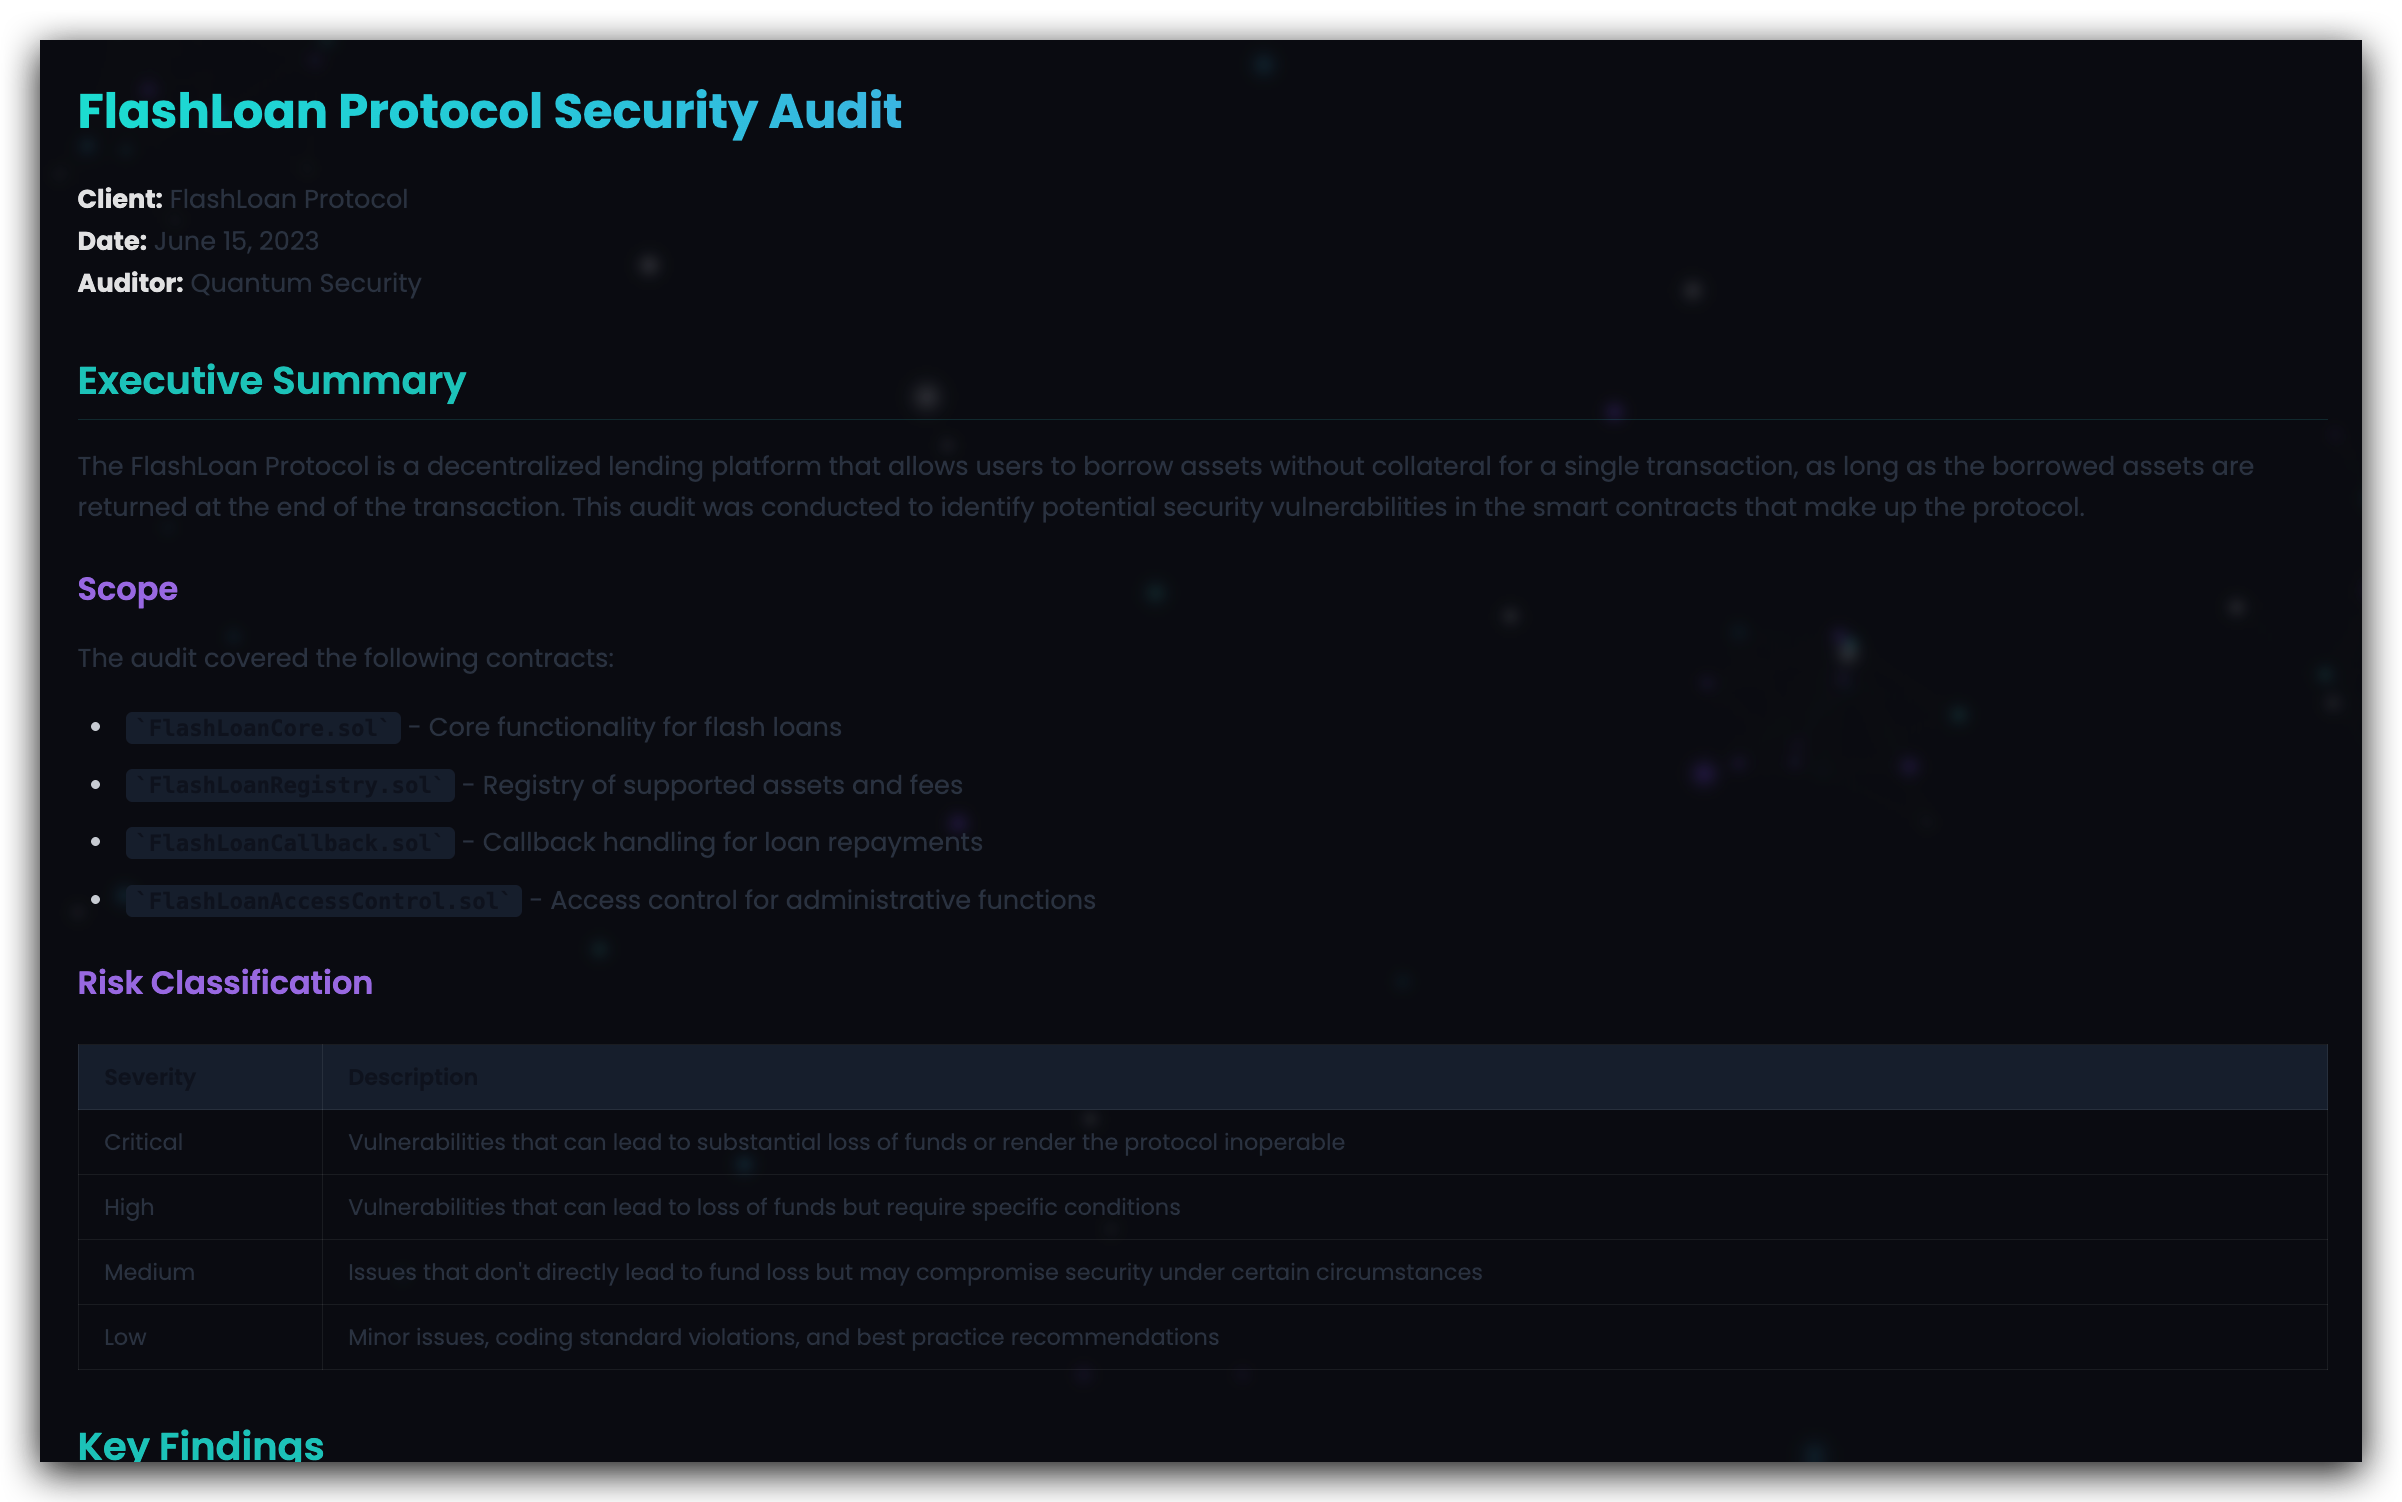 FlashLoan Protocol Security Audit
Client: FlashLoan Protocol
Date: June 15, 2023
Auditor: Quantum Security
Executive Summary
The FlashLoan Protocol is a decentralized lending platform that allows users to borrow assets without collateral for a single transaction, as long as the borrowed assets are
returned at the end of the transaction. This audit was conducted to identify potential security vulnerabilities in the smart contracts that make up the protocol.
Scope
The audit covered the following contracts:
• `FlashLoanCore.sol` - Core functionality for flash loans
• `FlashLoanRegistry.sol` - Registry of supported assets and fees
• `FlashLoanCallback.sol` - Callback handling for loan repayments
• `FlashLoanAccessControl.sol` - Access control for administrative functions
Risk Classification
Severity Description
Critical Vulnerabilities that can lead to substantial loss of funds or render the protocol inoperable
High Vulnerabilities that can lead to loss of funds but require specific conditions
Medium Issues that don't directly lead to fund loss but may compromise security under certain circumstances
Low Minor issues, coding standard violations, and best practice recommendations
Key Findings